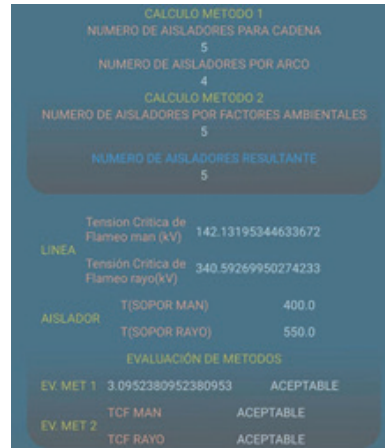 CALCULO METODO 1
NUMERO DE AISLADORES PARA CADENA
5
NUMERO DE AISLADORES POR ARCO
4
CALCULO METODO 2
NUMERO DE AISLADORES POR FACTORES AMBIENTALES
5
NUMERO DE AISLADORES RESULTANTE
5
LINEA
Tension Critica de
Flameo man (kV) 142.13195344633672
Tensión Critica de
Flameo rayo(kV) 340.59269950274233
AISLADOR
T(SOPOR MAN) 400.0
T(SOPOR RAYO) 550.0
EVALUACIÓN DE METODOS
EV. MET 1 3.0952380952380953 ACEPTABLE
EV. MET 2
TCF MAN ACEPTABLE
TCF RAYO ACEPTABLE